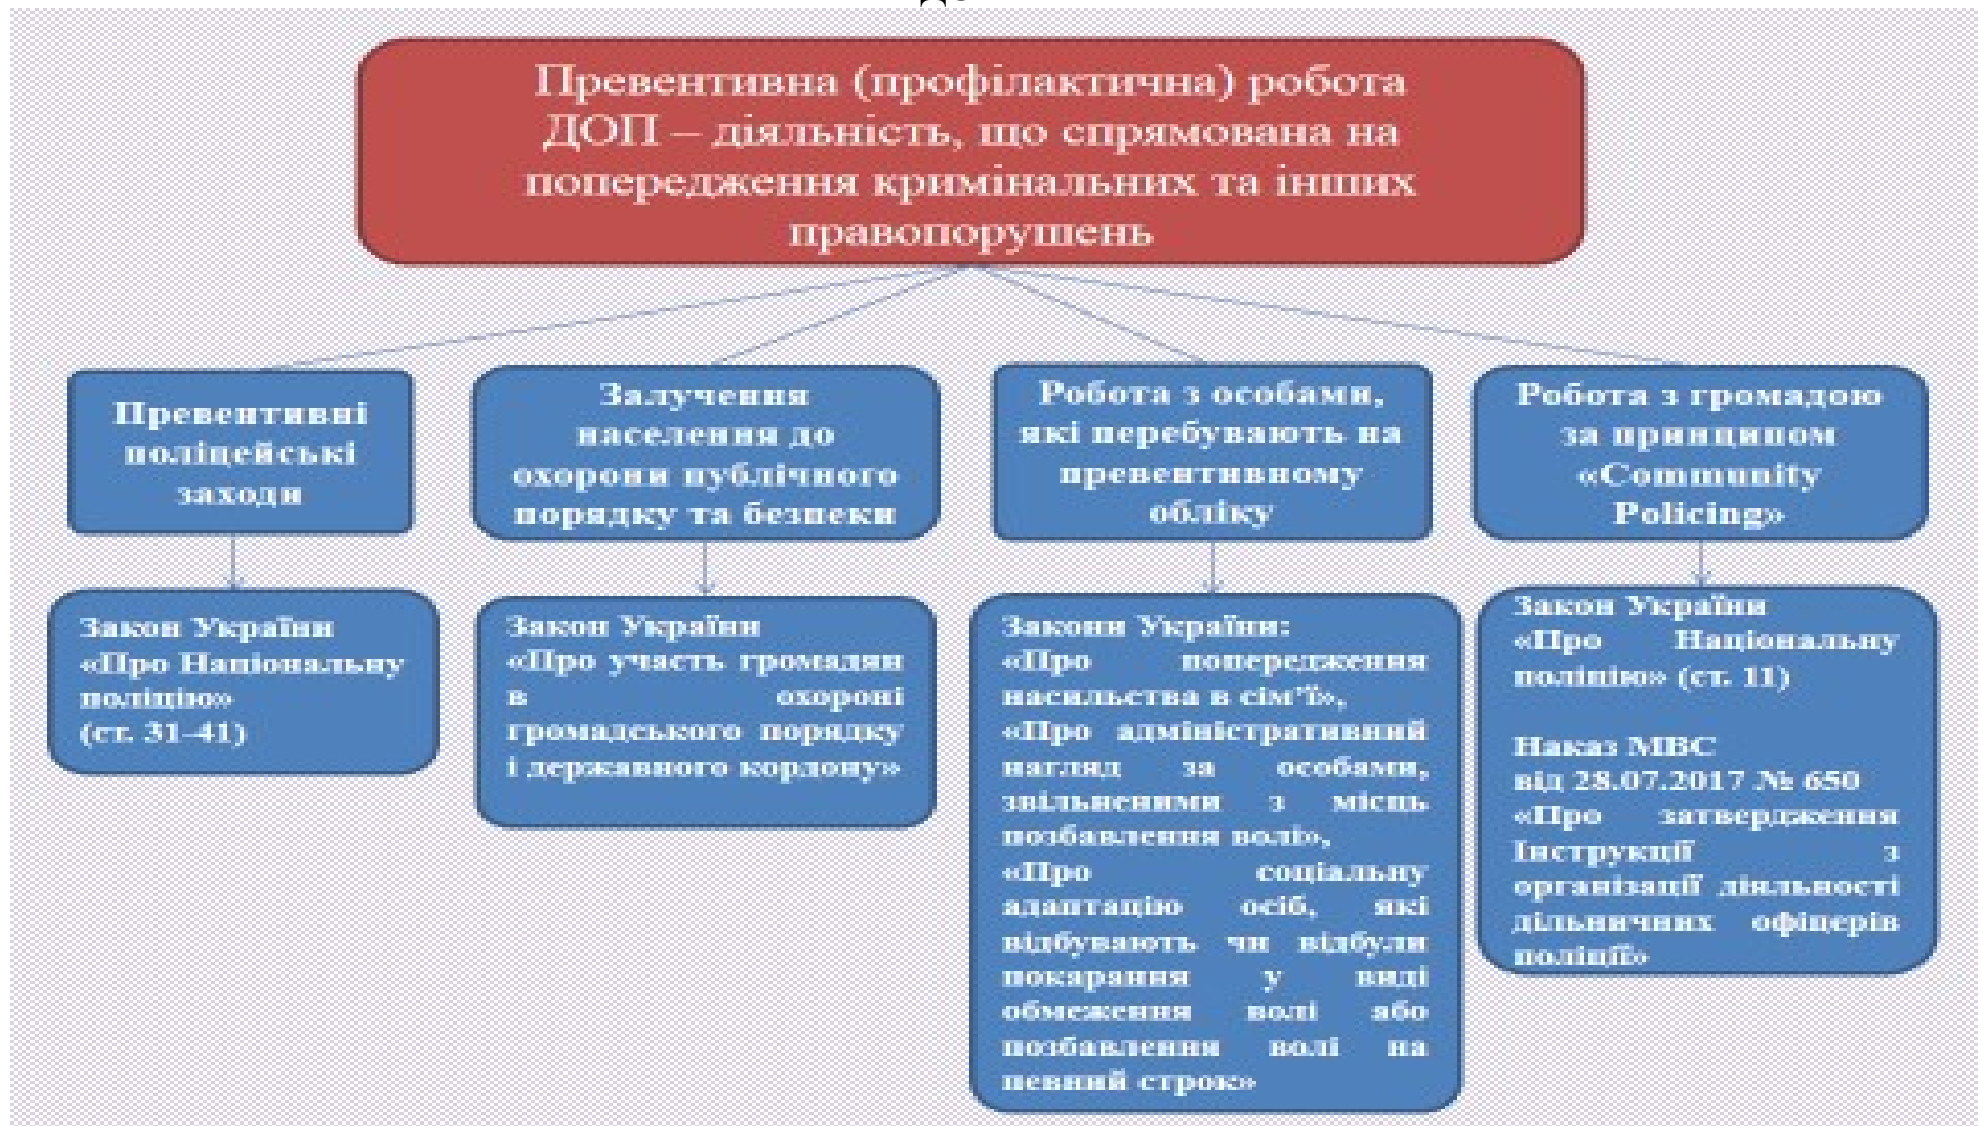 Превентивна (профілактична) робота
ДОП – діяльність, що спрямована на
попередження кримінальних та інших
правопорушень
Превентивні
поліцейські
заходи
Залучення
населення до
охорони публічного
порядку та безпеки
Робота з особами,
які перебувають на
превентивному
обліку
Робота з громадою
за принципом
«Community
Policing»
Закон України
«Про Національну
поліцію»
(ст. 31–41)
Закон України
«Про участь громадян
в охороні
громадського порядку
і державного кордону»
Закони України:
«Про попередження
насильства в сім’ї»,
«Про адміністративний
нагляд за особами,
звільненими з місць
позбавлення волі»,
«Про соціальну
адаптацію осіб, які
відбувають чи відбули
покарання у виді
обмеження волі або
позбавлення волі на
певний строк»
Закон України
«Про Національну
поліцію» (ст. 11)
Наказ МВС
від 28.07.2017 № 650
«Про затвердження
Інструкції з
організації діяльності
дільничних офіцерів
поліції»